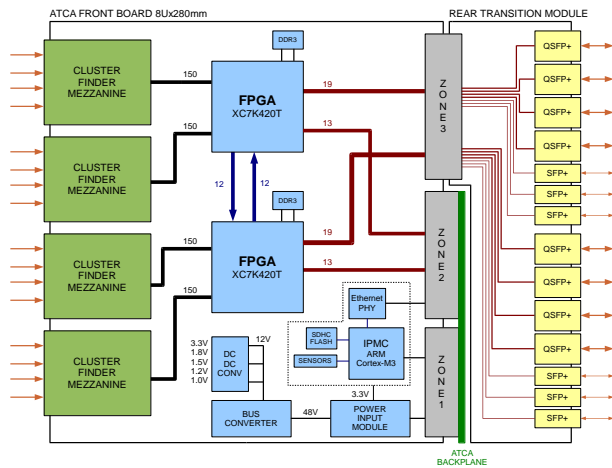 ATCA FRONT BOARD 8Ux280mm
REAR TRANSITION MODULE
CLUSTER
FINDER
MEZZANINE
150
FPGA
XC7K420T
DDR3
19
13
ZONE3
QSFP+
QSFP+
QSFP+
QSFP+
SFP+
SFP+
SFP+
CLUSTER
FINDER
MEZZANINE
150
12
12
CLUSTER
FINDER
MEZZANINE
150
FPGA
XC7K420T
DDR3
19
13
ZONE2
QSFP+
QSFP+
QSFP+
QSFP+
SFP+
SFP+
SFP+
CLUSTER
FINDER
MEZZANINE
150
Ethernet
PHY
SDHC
FLASH
SENSORS
IPMC
ARM
Cortex-M3
ZONE1
3.3V
1.8V
1.5V
1.2V
1.0V
DC
DC
CONV
12V
3.3V
BUS
CONVERTER
48V
POWER
INPUT
MODULE
ATCA
BACKPLANE